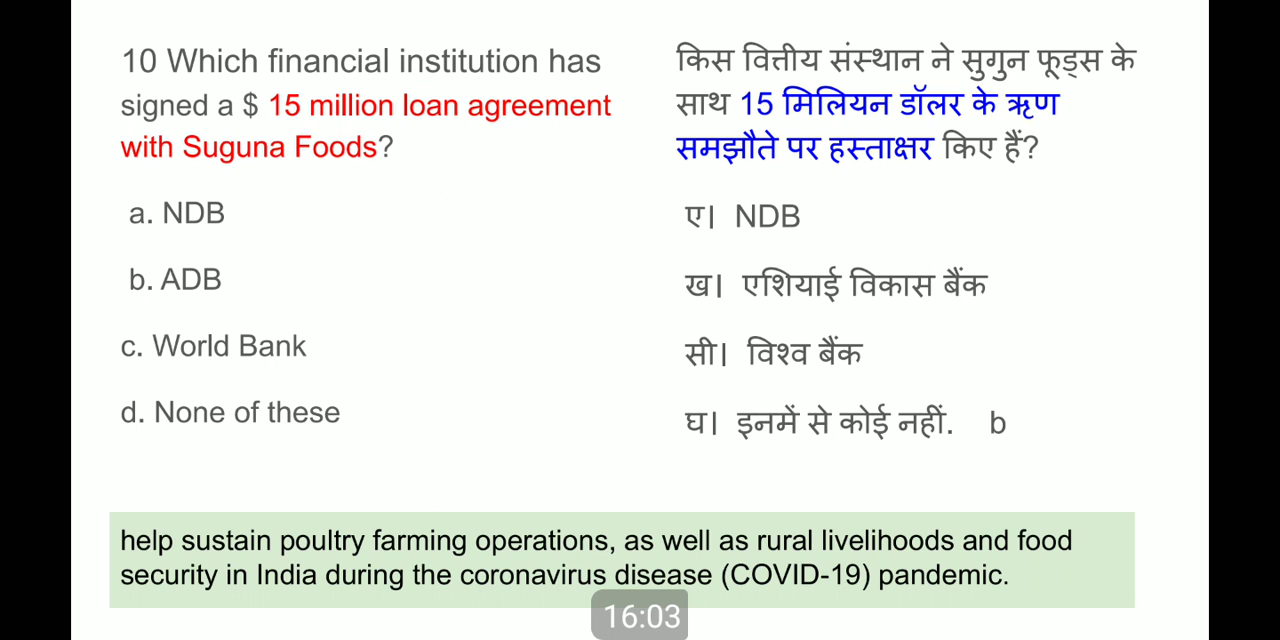 10 Which financial institution has
signed a $ 15 million loan agreement
with Suguna Foods?
a. NDB
b. ADB
c. World Bank
d. None of these
किस वित्तीय संस्थान ने सुगुन फूड्स के
साथ 15 मिलियन डॉलर के ऋण
समझौते पर हस्ताक्षर किए हैं?
ए। NDB
ख। एशियाई विकास बैंक
सी। विश्व बैंक
घ। इनमें से कोई नहीं. b
help sustain poultry farming operations, as well as rural livelihoods and food
security in India during the coronavirus disease (COVID-19) pandemic.
16:03